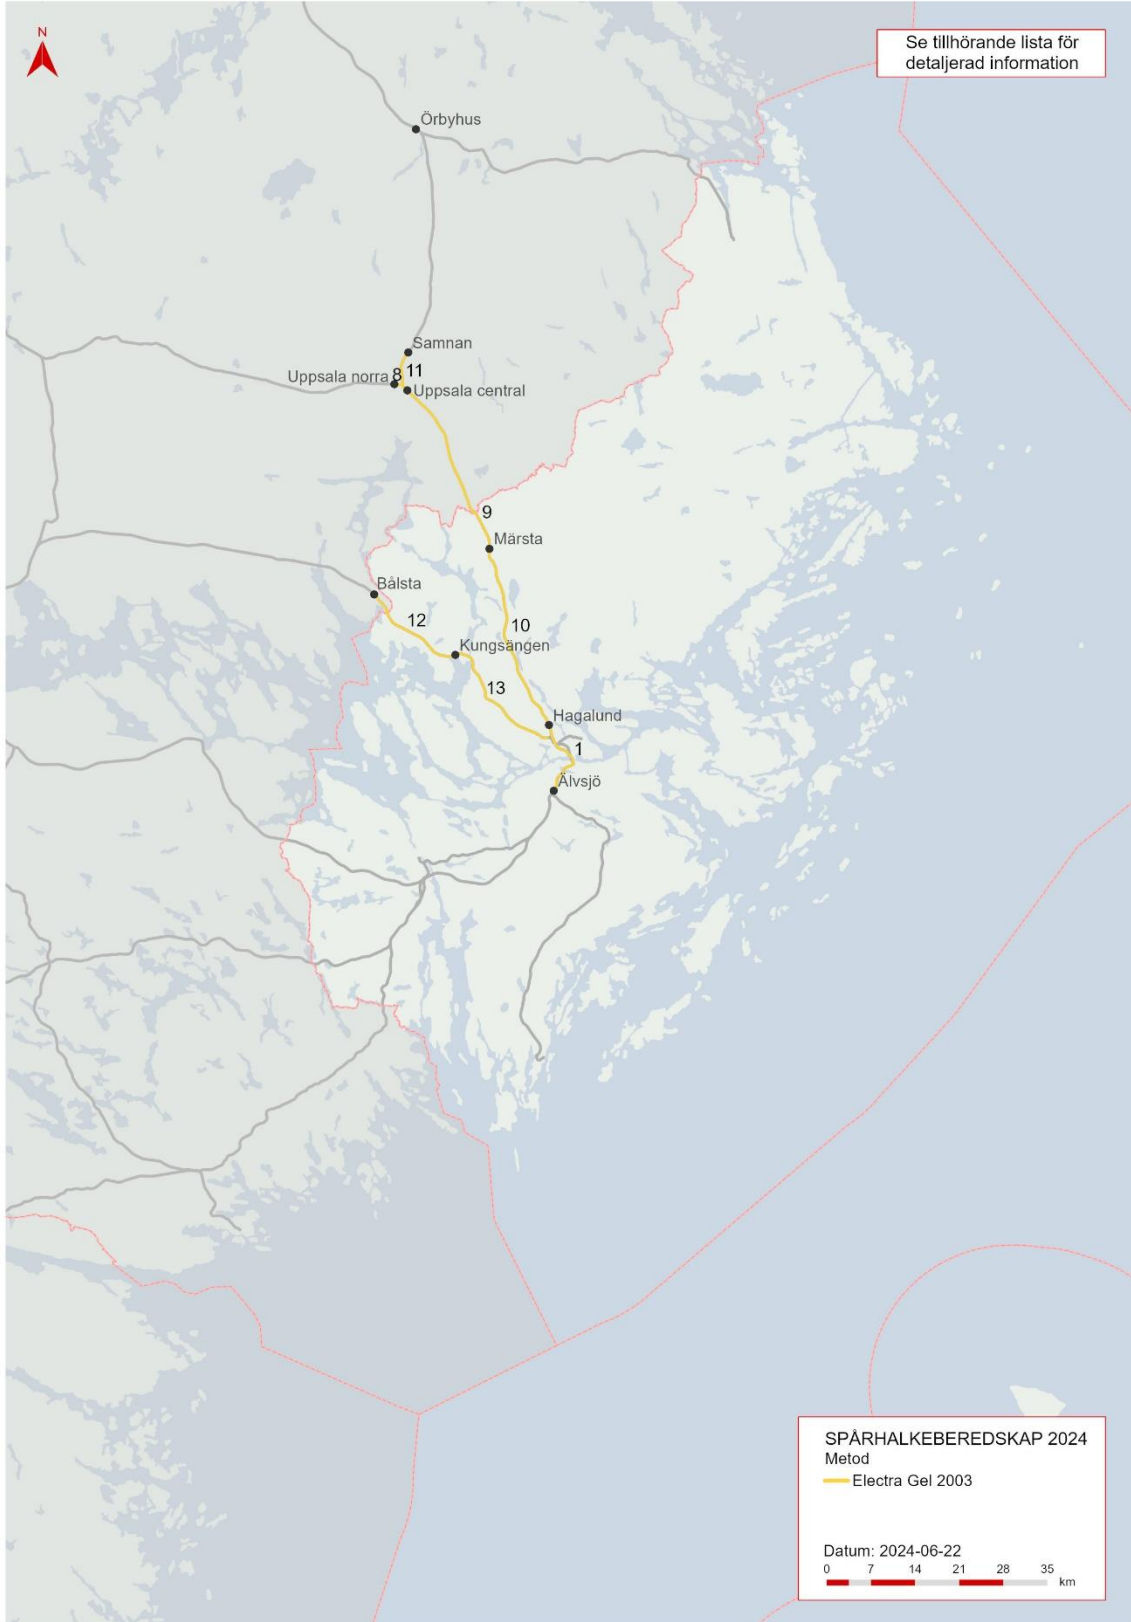 N
Se tillhörande lista för
detaljerad information
Örbyhus
Samnan
Uppsala norra 8 11
Uppsala central
9
Märsta
Bålsta
12
10
Kungsängen
13
Hagalund
1
Älvsjö
SPÅRHALKEBEREDSKAP 2024
Metod
Electra Gel 2003
Datum: 2024-06-22
0 7 14 21 28 35
km